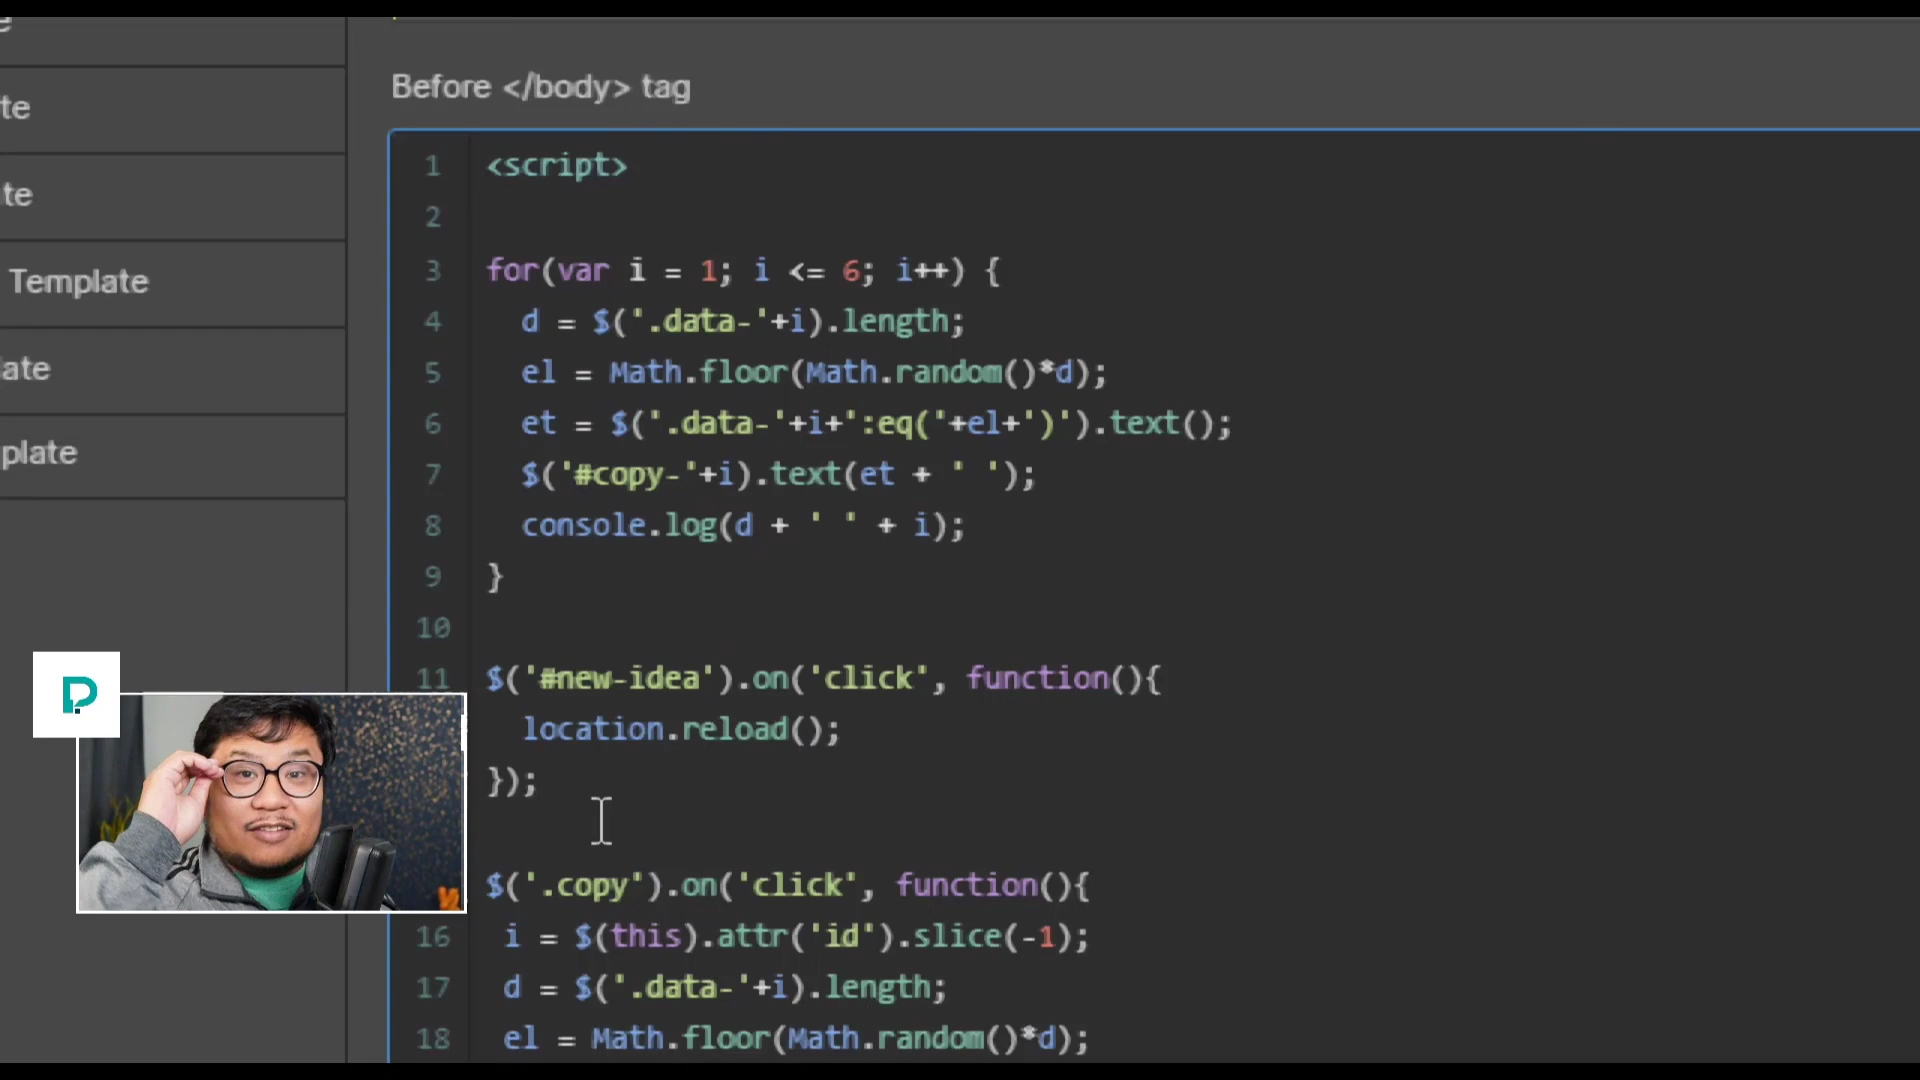 Before </body> tag
te
te
Template
ate
plate
1 <script>
2
3 for(var i = 1; i <= 6; i++) {
4 d = $('.data-'+i).length;
5 el = Math.floor(Math.random()*d);
6 et = $('.data-'+i+':eq('+el+')').text();
7 $('#copy-'+i).text(et + ' ');
8 console.log(d + ' ' + i);
9 }
10
11 $('#new-idea').on('click', function(){
location.reload();
});
$('.copy').on('click', function(){
16 i = $(this).attr('id').slice(-1);
17 d = $('.data-'+i).length;
18 el = Math.floor(Math.random()*d);